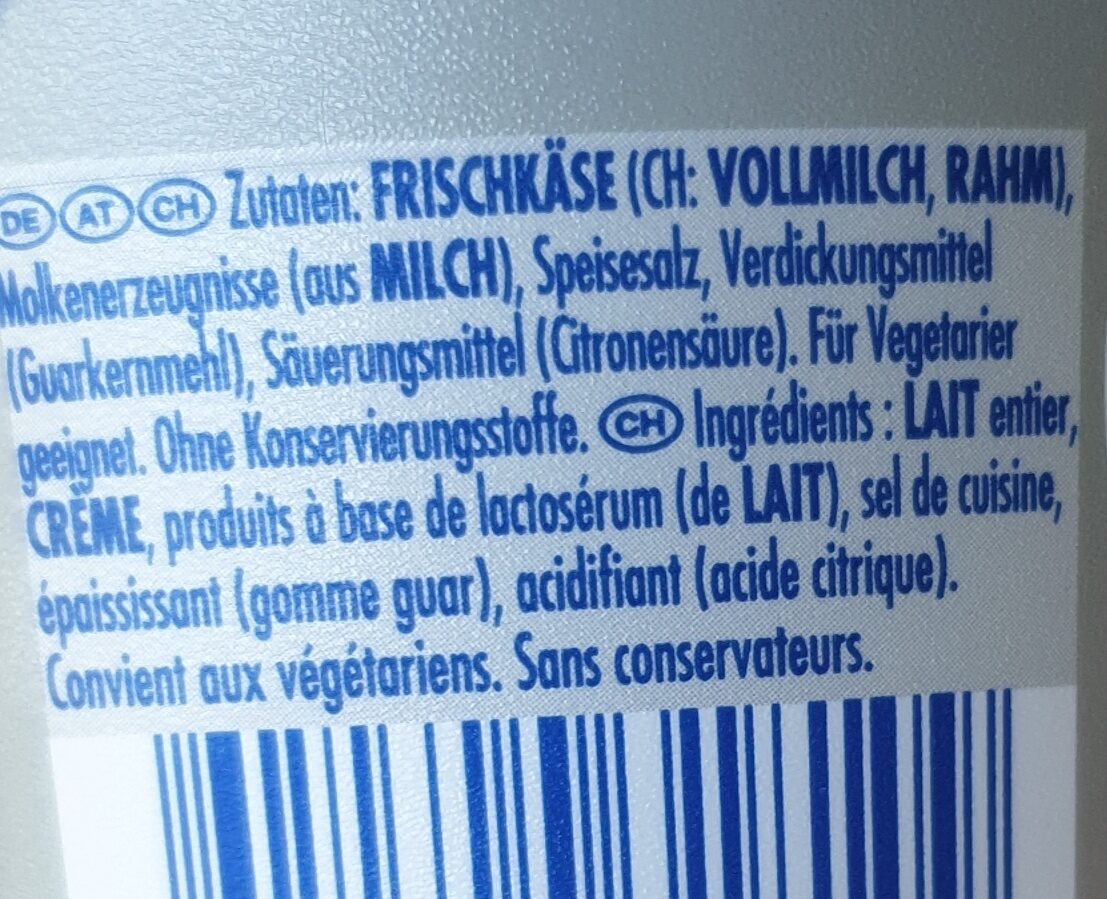 DE AT CH Zutaten: FRISCHKÄSE (CH: VOLLMILCH, RAHM),
Molkenerzeugnisse (aus MILCH), Speisesalz, Verdickungsmittel
(Guarkernmehl), Säuerungsmittel (Citronensäure). Für Vegetarier
geeignet. Ohne Konservierungsstoffe. CH Ingrédients : LAIT entier,
CRÈME, produits à base de lactosérum (de LAIT), sel de cuisine,
épaississant (gomme guar), acidifiant (acide citrique).
Convient aux végétariens. Sans conservateurs.